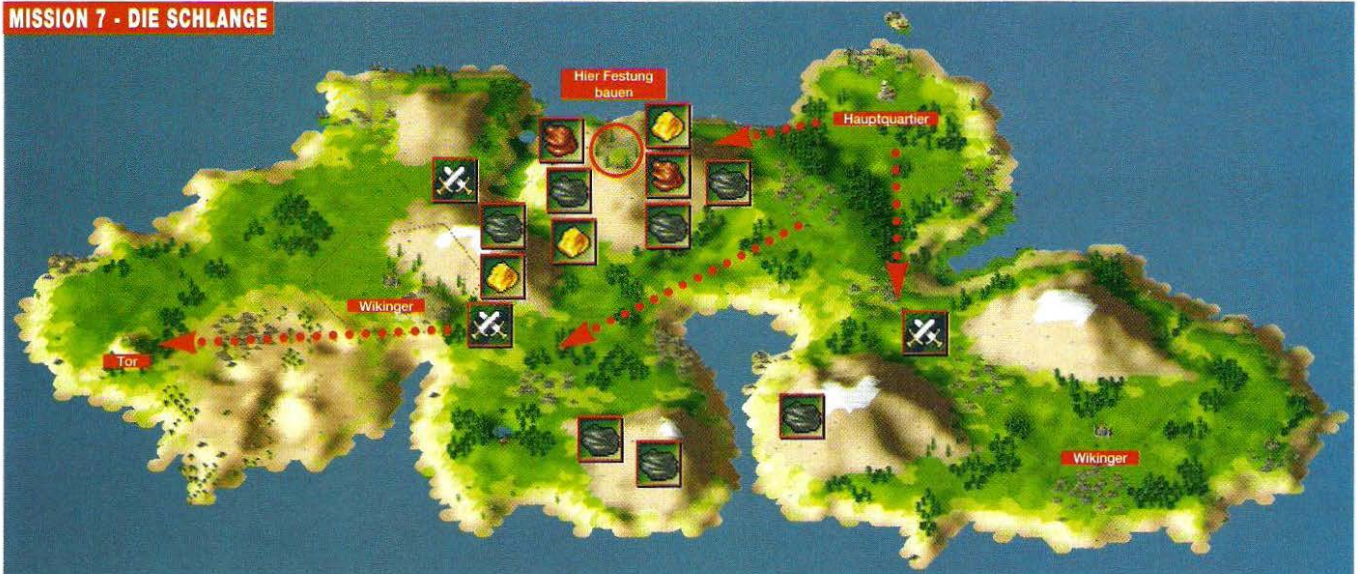 MISSION 7 - DIE SCHLANGE
Hier Festung
bauen
Hauptquartier
Wikinger
Tor
Wikinger